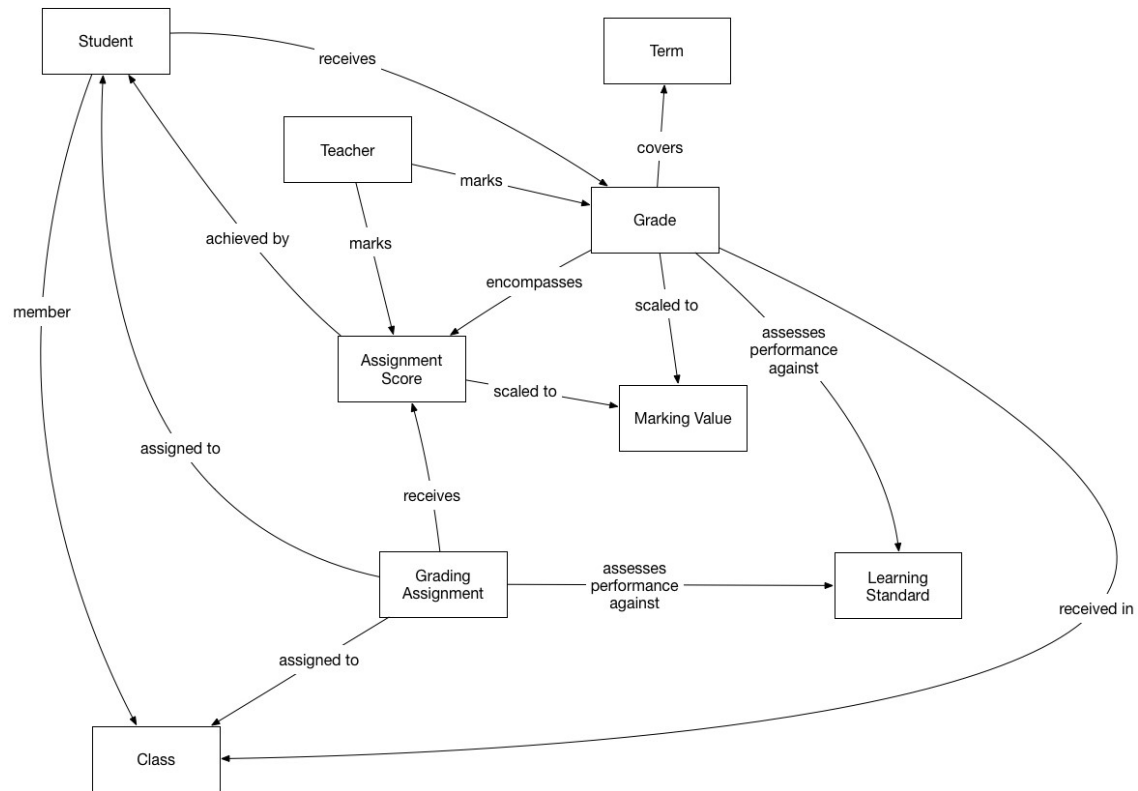 Student
receives
Term
Teacher
covers
marks
Grade
achieved by
marks
encompasses
scaled to
member
assesses
performance
against
Assignment
Score
scaled to
Marking Value
assigned to
receives
Grading
Assignment
assesses
performance
against
Learning
Standard
received in
assigned to
Class